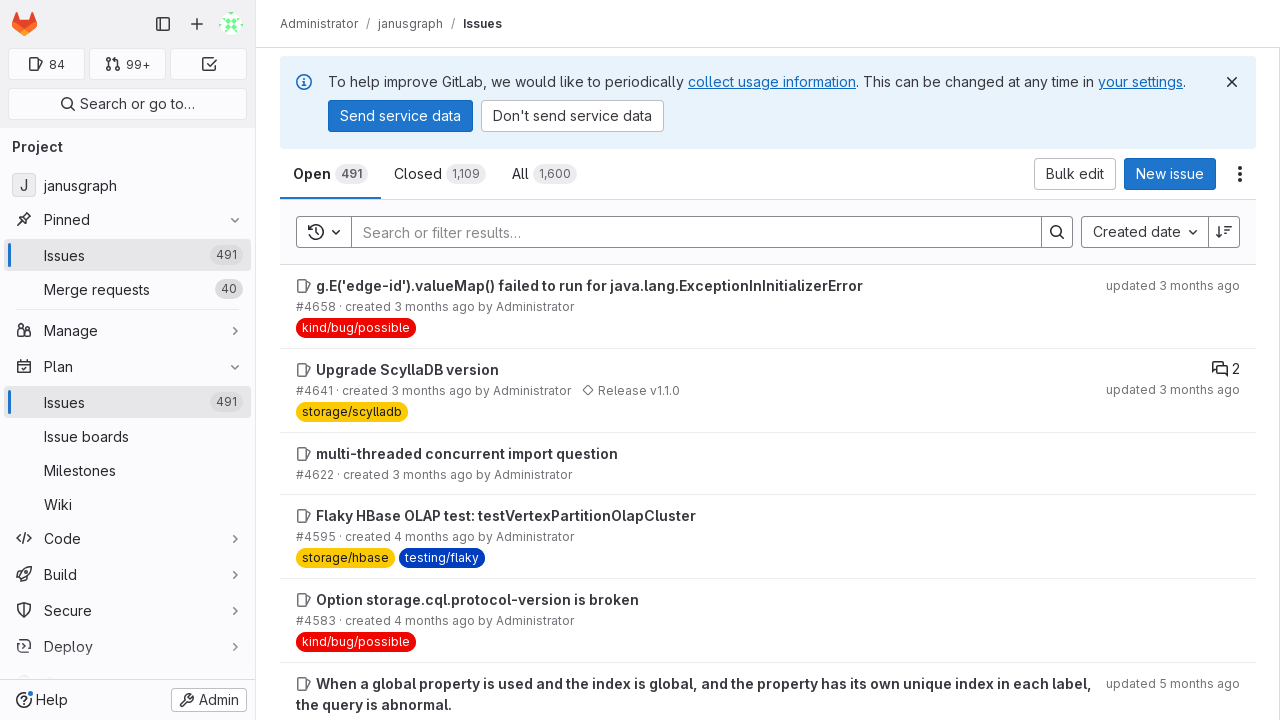 Administrator / janusgraph / Issues
84
99+
Search or go to…
Project
J janusgraph
Pinned
Issues 491
Merge requests 40
Manage
Plan
Issues 491
Issue boards
Milestones
Wiki
Code
Build
Secure
Deploy
Help
Admin
To help improve GitLab, we would like to periodically collect usage information. This can be changed at any time in your settings.
Send service data
Don't send service data
Open 491
Closed 1,109
All 1,600
Bulk edit
New issue
Search or filter results…
Created date
g.E('edge-id').valueMap() failed to run for java.lang.ExceptionInInitializerError
updated 3 months ago
#4658 · created 3 months ago by Administrator
kind/bug/possible
Upgrade ScyllaDB version
2
#4641 · created 3 months ago by Administrator Release v1.1.0
updated 3 months ago
storage/scylladb
multi-threaded concurrent import question
#4622 · created 3 months ago by Administrator
Flaky HBase OLAP test: testVertexPartitionOlapCluster
#4595 · created 4 months ago by Administrator
storage/hbase testing/flaky
Option storage.cql.protocol-version is broken
#4583 · created 4 months ago by Administrator
kind/bug/possible
When a global property is used and the index is global, and the property has its own unique index in each label,
the query is abnormal.
updated 5 months ago